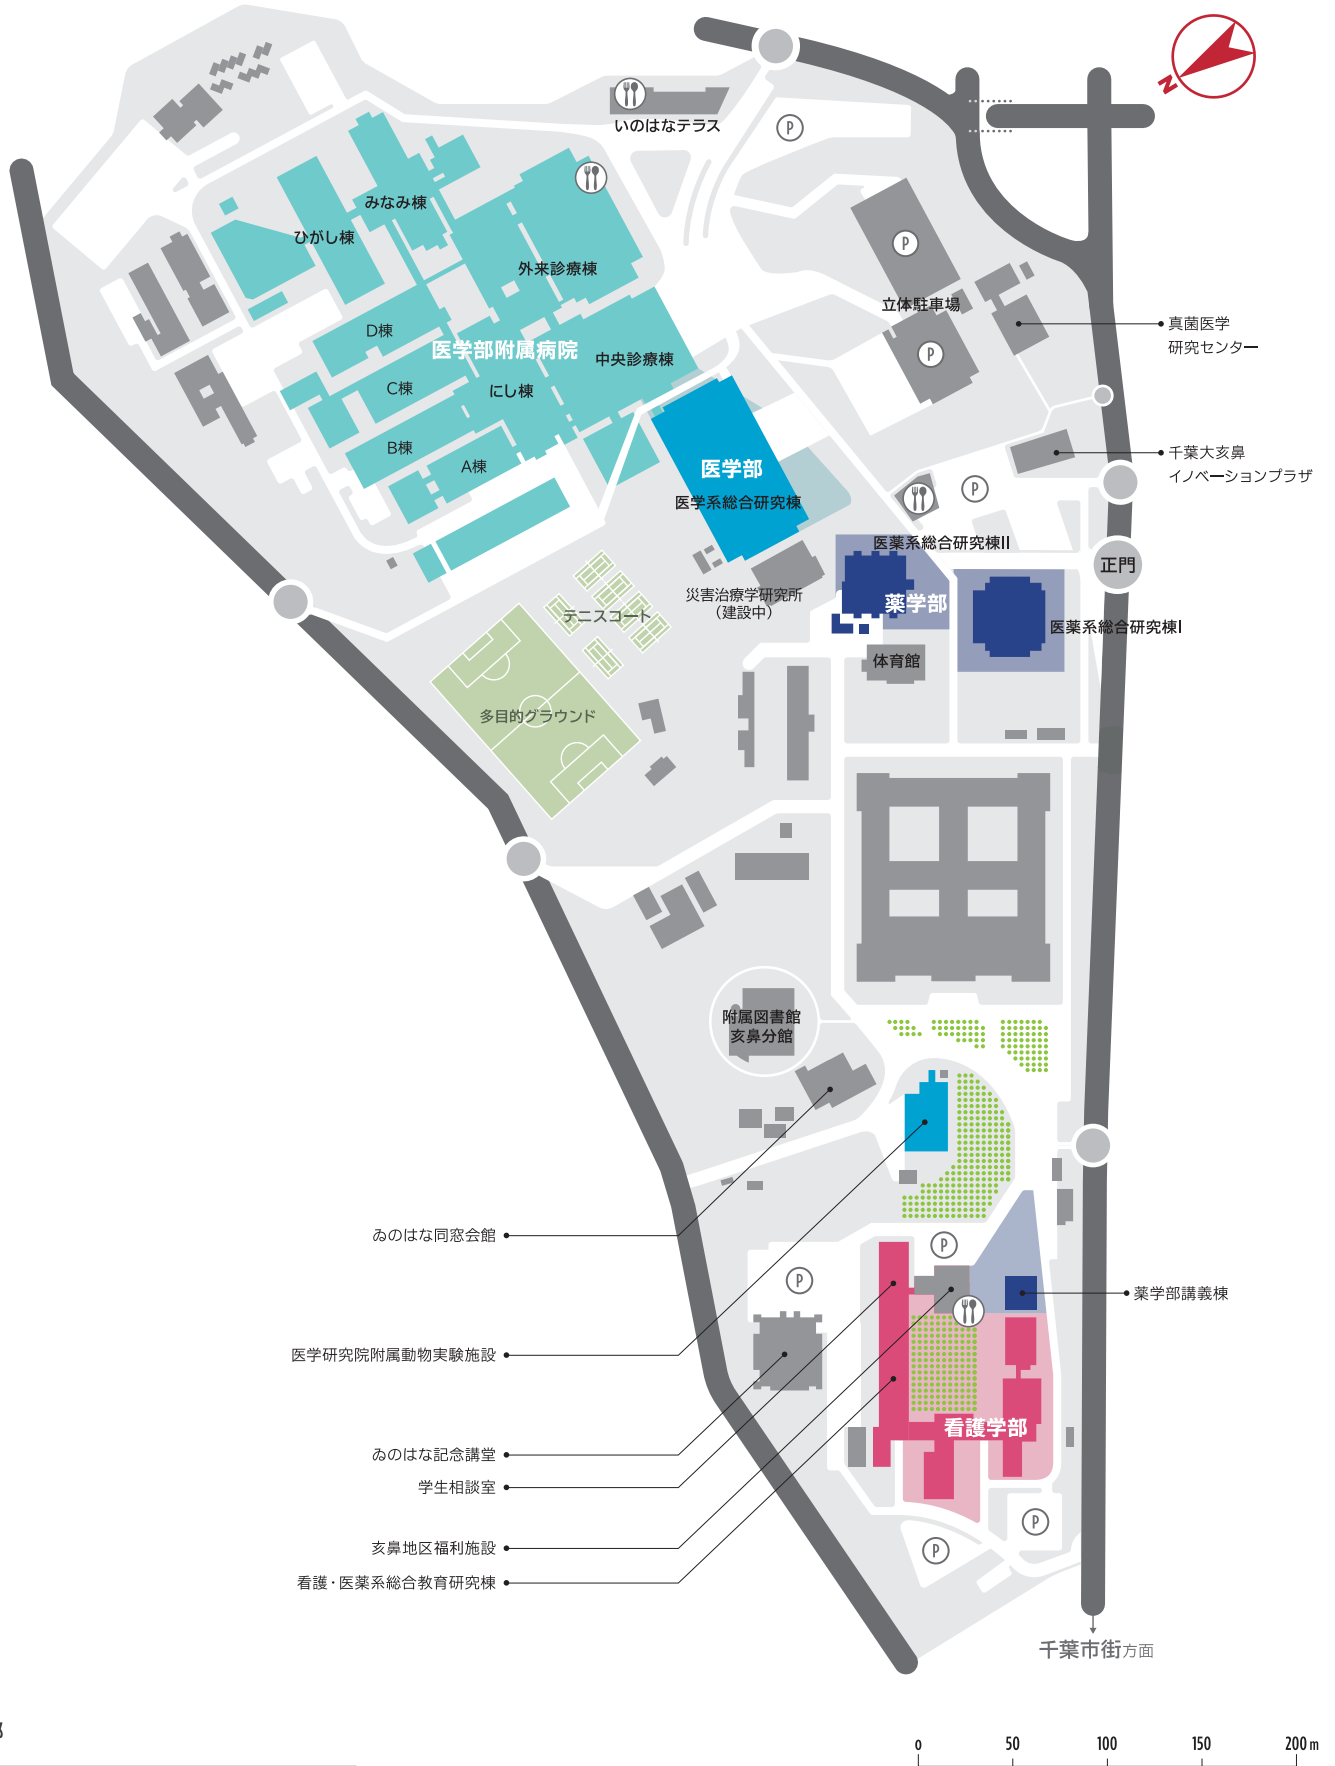 N
いのはなテラス
P
みなみ棟
ひがし棟
外来診療棟
P
立体駐車場
真菌医学
研究センター
D棟
医学部附属病院
中央診療棟
P
C棟
にし棟
B棟
A棟
医学部
医学系総合研究棟
千葉大亥鼻
イノベーションプラザ
P
医薬系総合研究棟II
正門
災害治療学研究所
(建設中)
薬学部
医薬系総合研究棟I
テニスコート
体育館
多目的グラウンド
附属図書館
亥鼻分館
ゐのはな同窓会館
P
P
薬学部講義棟
医学研究院附属動物実験施設
看護学部
ゐのはな記念講堂
学生相談室
P
亥鼻地区福利施設
P
看護・医薬系総合教育研究棟
千葉市街方面
0 50 100 150 200 m